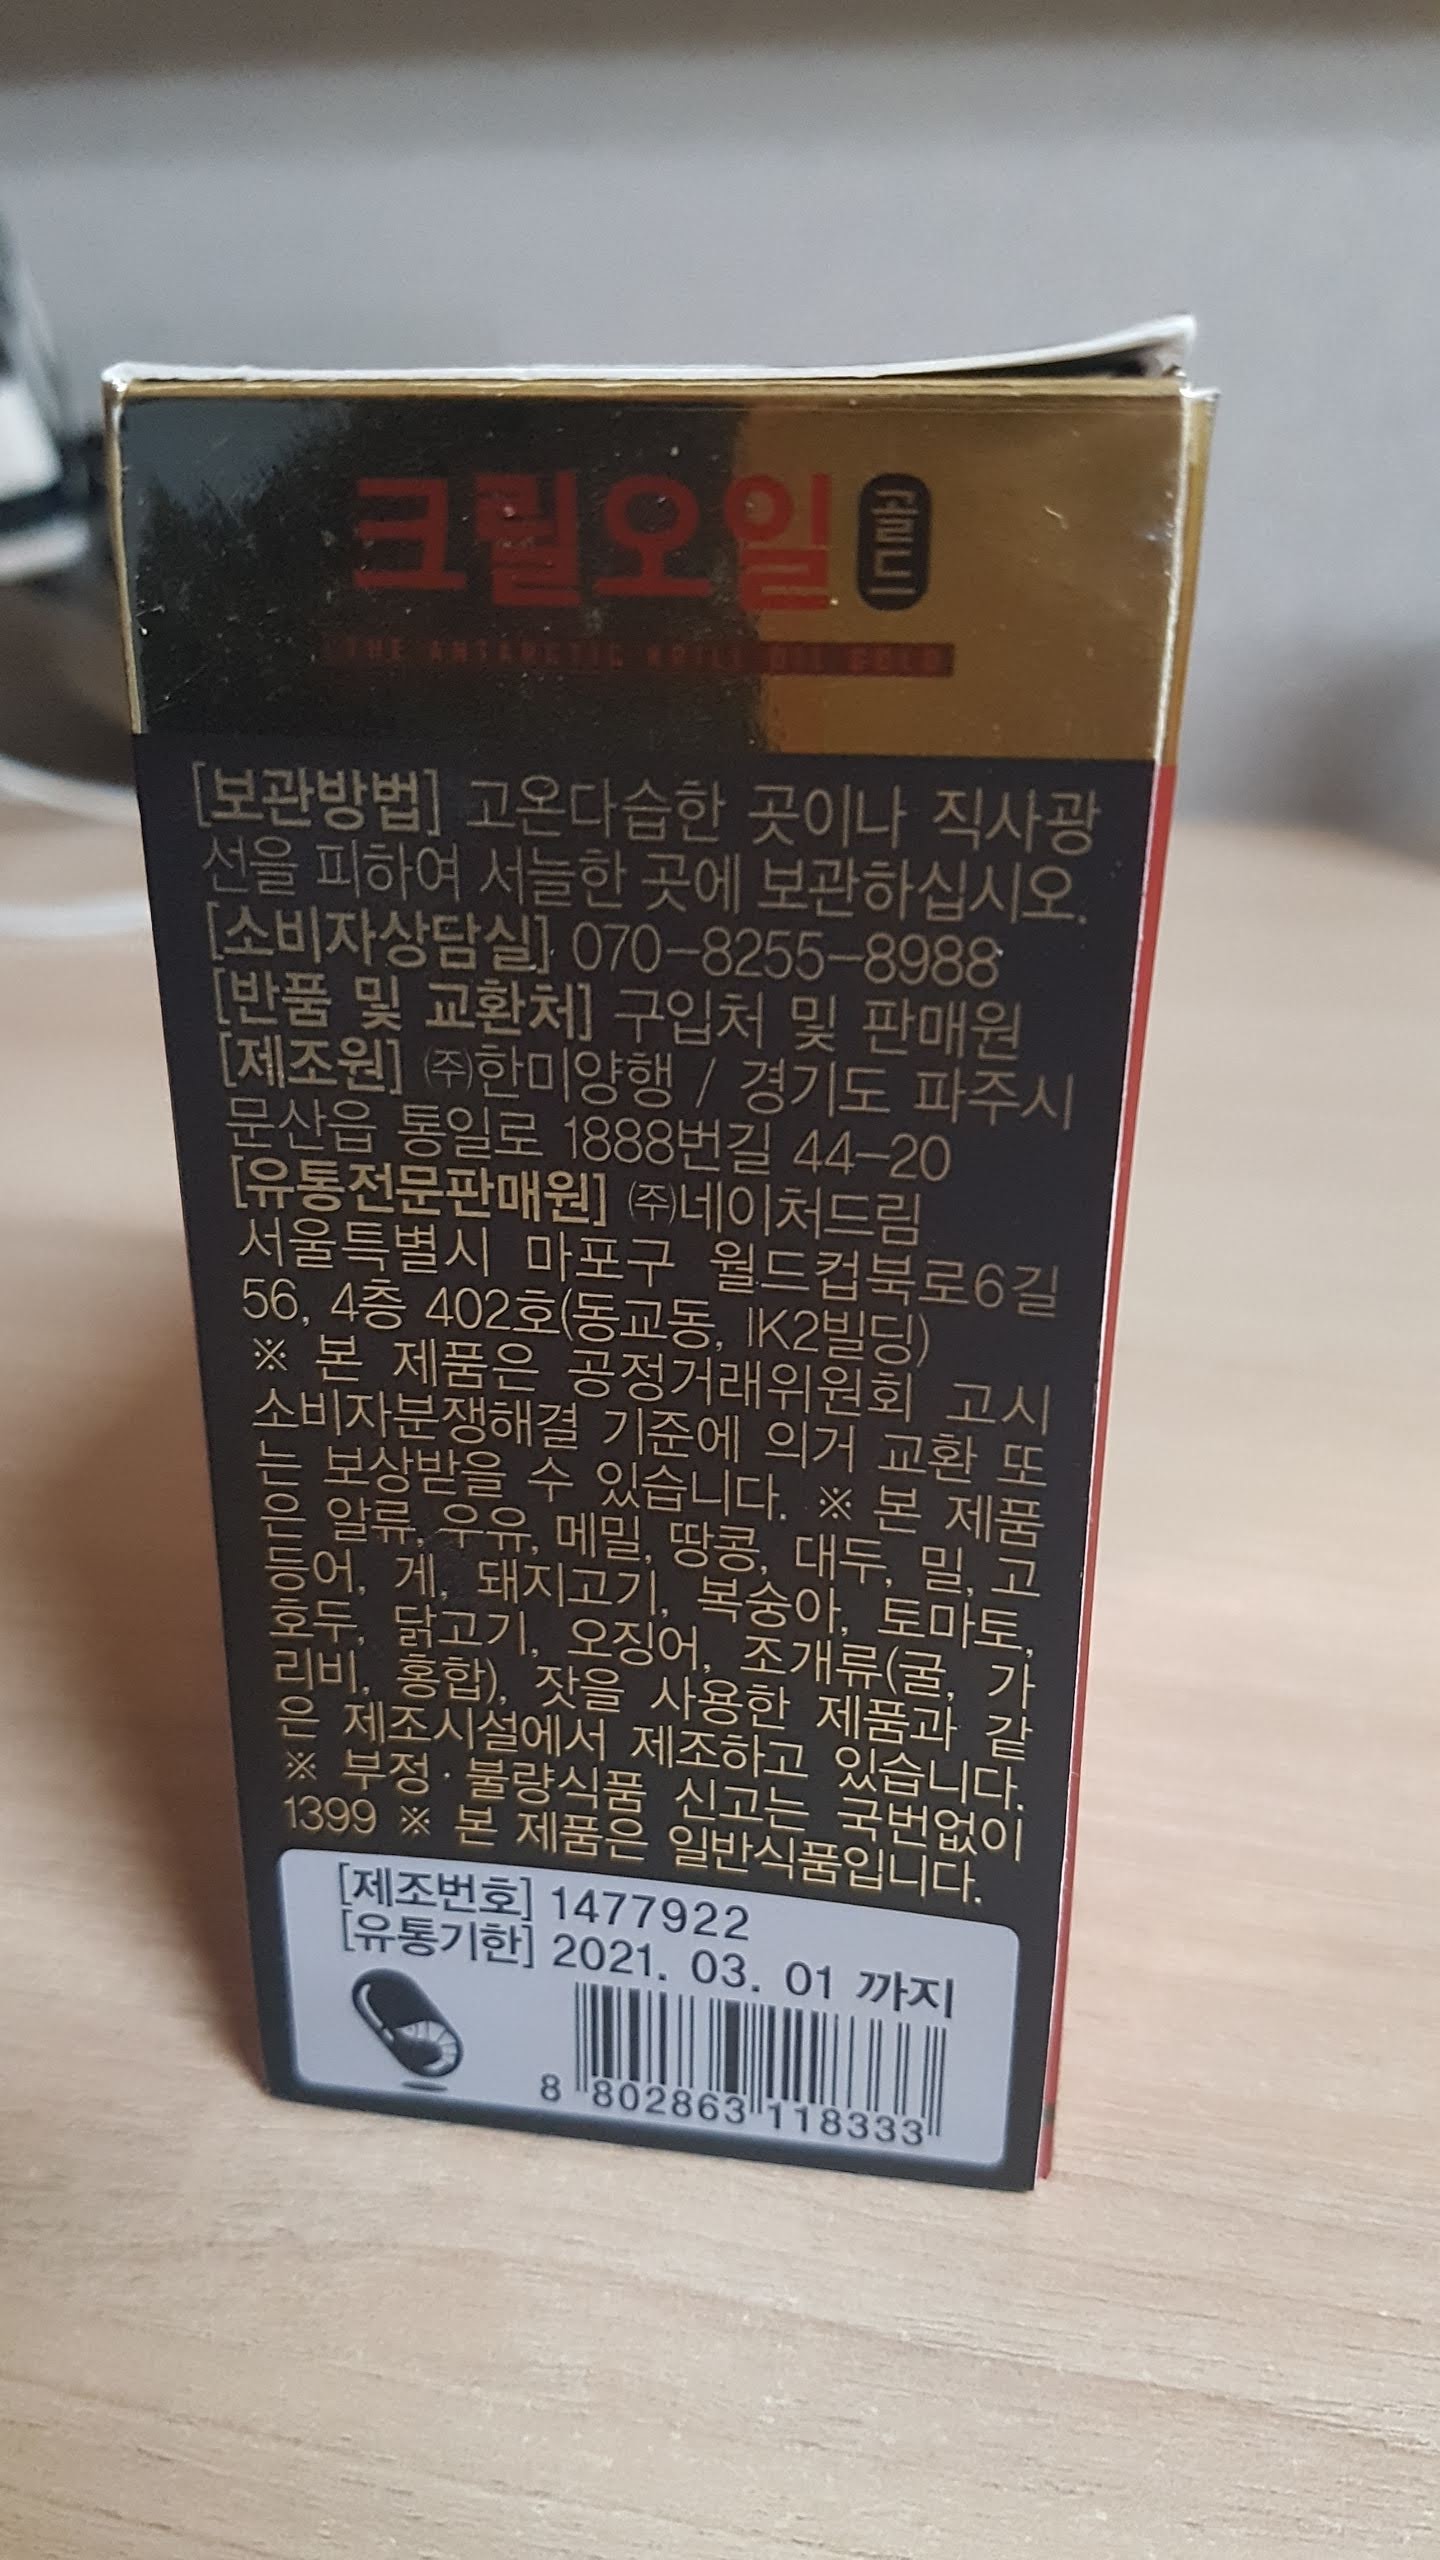 크릴오일 골드
THE ANTARCTIC KRILL OIL GOLD
[보관방법] 고온다습한 곳이나 직사광
선을 피하여 서늘한 곳에 보관하십시오.
[소비자상담실] 070-8255-8988
[반품 및 교환처] 구입처 및 판매원
[제조원] ㈜한미양행 / 경기도 파주시
문산읍 통일로 1888번길 44-20
[유통전문판매원] ㈜네이처드림
서울특별시 마포구 월드컵북로6길
56, 4층 402호(동교동, IK2빌딩)
※ 본 제품은 공정거래위원회 고시
소비자분쟁해결 기준에 의거 교환 또
는 보상받을 수 있습니다. ※ 본 제품
은 알류, 우유, 메밀, 땅콩, 대두, 밀, 고
등어, 게, 돼지고기, 복숭아, 토마토,
호두, 닭고기, 오징어, 조개류(굴, 가
리비, 홍합), 잣을 사용한 제품과 같
은 제조시설에서 제조하고 있습니다.
※ 부정·불량식품 신고는 국번없이
1399 ※ 본 제품은 일반식품입니다.
[제조번호] 1477922
[유통기한] 2021. 03. 01 까지
8 802863 118333